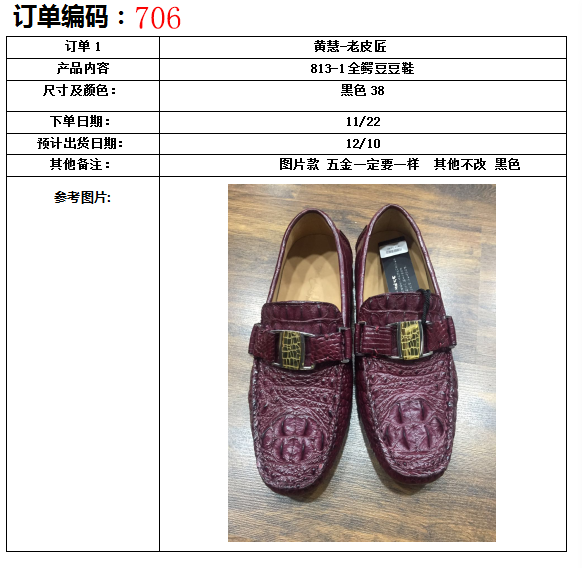 订单编码：706
订单 1 黄慧-老皮匠
产品内容 813-1 全鳄豆豆鞋
尺寸及颜色： 黑色 38
下单日期： 11/22
预计出货日期： 12/10
其他备注： 图片款 五金一定要一样 其他不改 黑色
参考图片: